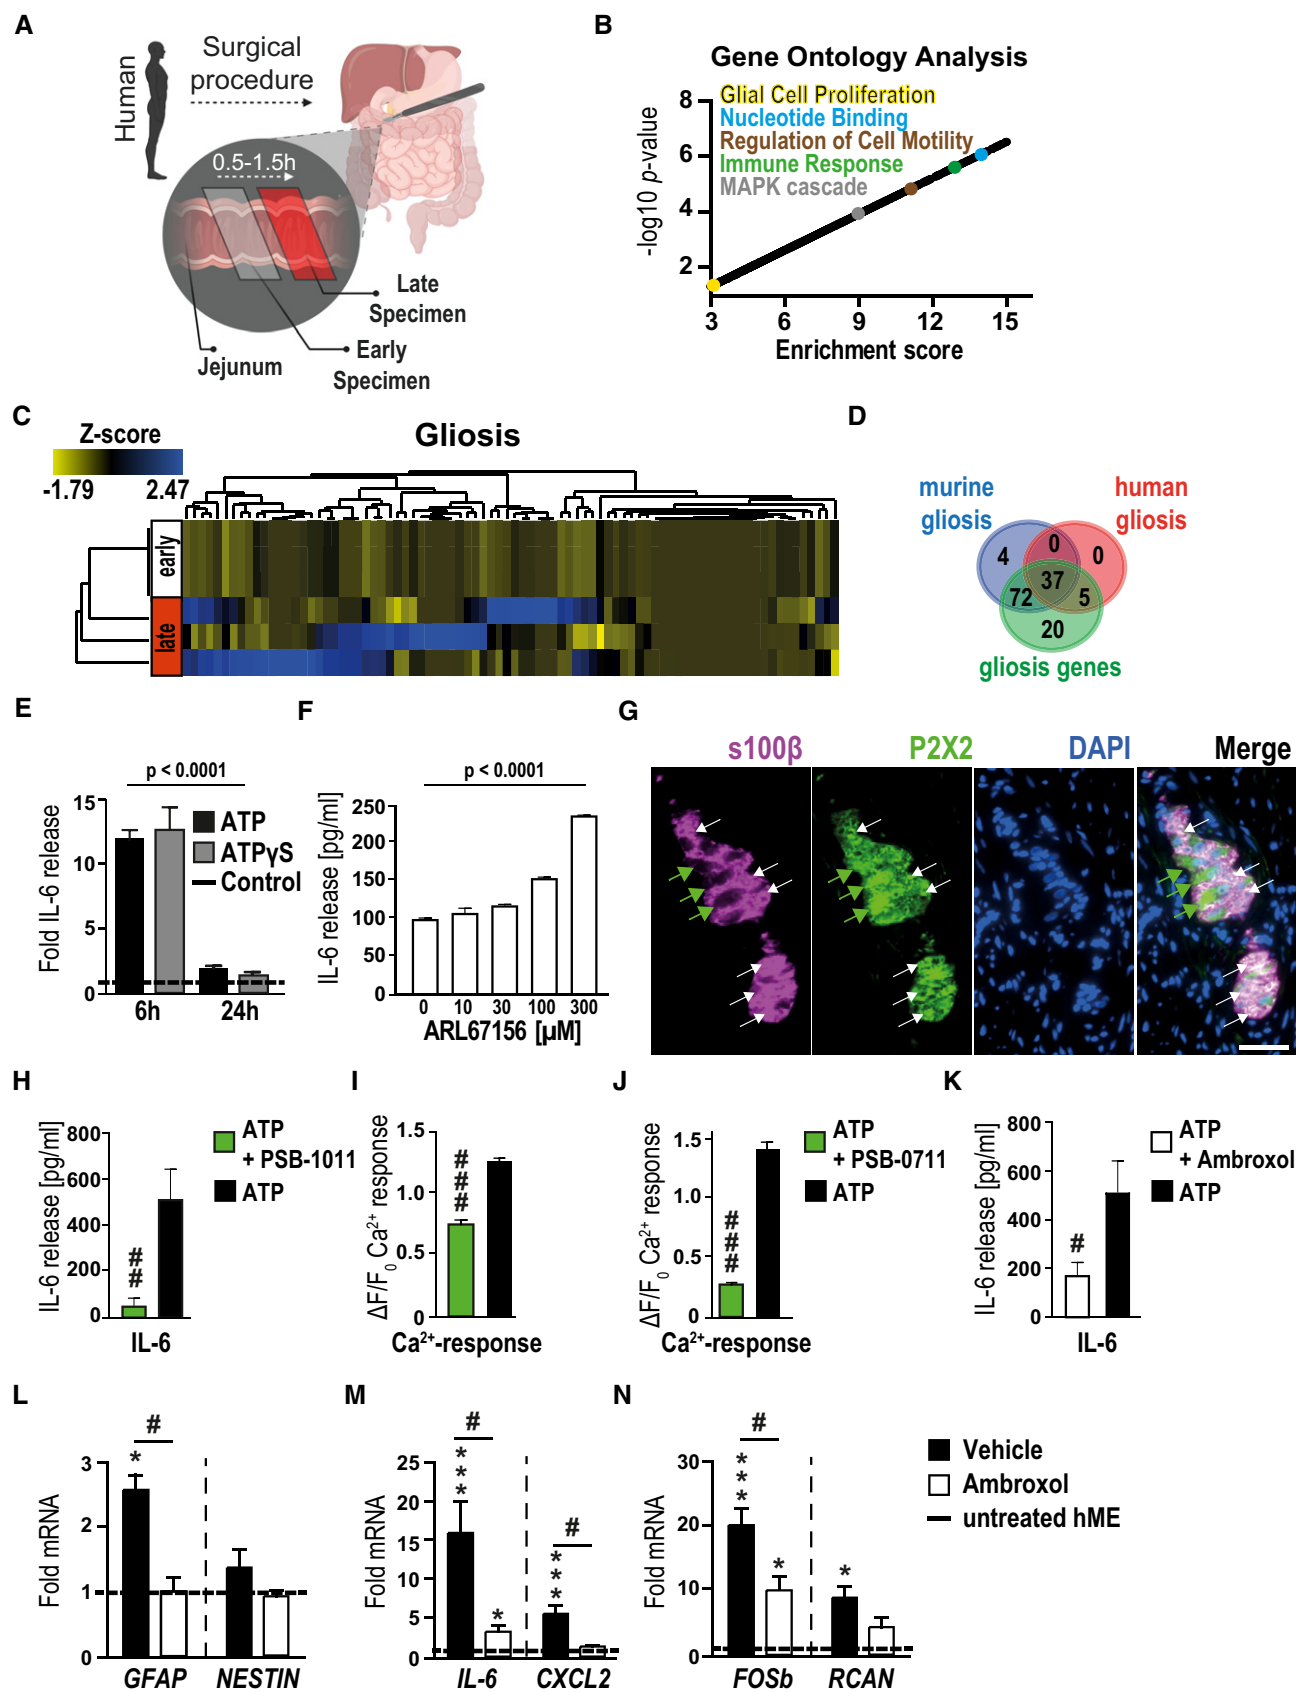 A
Human
Surgical
procedure
0.5-1.5h
Late
Specimen
Early
Specimen
Jejunum
B
Gene Ontology Analysis
Glial Cell Proliferation
Nucleotide Binding
Regulation of Cell Motility
Immune Response
MAPK cascade
-log10 p-value
8
6
4
2
3 6 9 12 15
Enrichment score
C
Z-score
-1.79 2.47
Gliosis
early
late
D
murine
gliosis
human
gliosis
4 0 0
37
72 5
20
gliosis genes
E
p < 0.0001
Fold IL-6 release
15
10
5
0
ATP
ATPγS
Control
6h 24h
F
p < 0.0001
IL-6 release [pg/ml]
250
200
150
100
50
0
0 10 30 100 300
ARL67156 [µM]
G
s100β P2X2 DAPI Merge
H
IL-6 release [pg/ml]
800
600
400
200
0
##
IL-6
ATP
+ PSB-1011
ATP
I
ΔF/F0 Ca²⁺ response
1.5
1.0
0.5
0
###
Ca²⁺-response
J
ΔF/F0 Ca²⁺ response
1.5
1.0
0.5
0
###
Ca²⁺-response
ATP
+ PSB-0711
ATP
K
IL-6 release [pg/ml]
800
600
400
200
0
#
IL-6
ATP
+ Ambroxol
ATP
L
Fold mRNA
3
2
1
0
#
*
GFAP NESTIN
M
Fold mRNA
25
20
15
10
5
0
#
***
*
#
***
IL-6 CXCL2
N
Fold mRNA
30
20
10
0
#
***
*
*
FOSb RCAN
Vehicle
Ambroxol
untreated hME